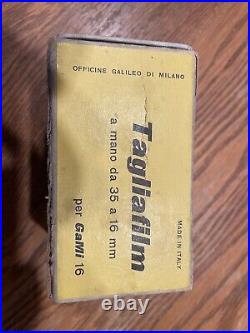 OFFICINE GALILEO DI MILANO
Tagliafilm
a mano da 35 a 16 mm
per GaMi 16
MADE IN ITALY